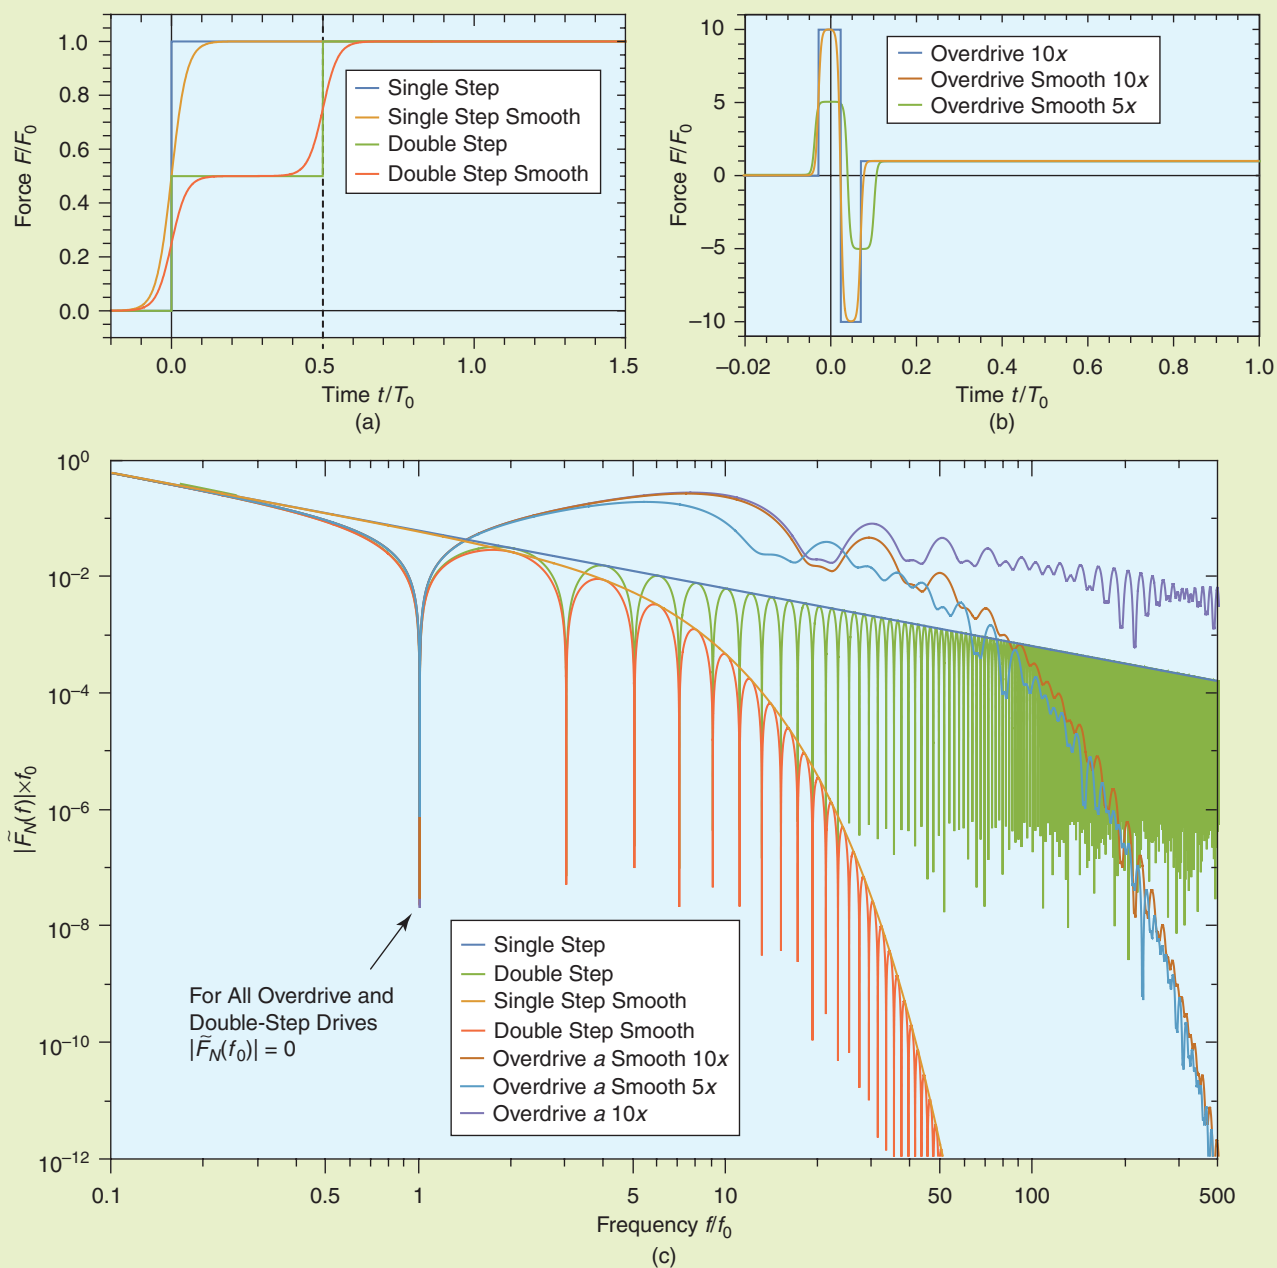 1.0
0.8
0.6
0.4
0.2
0.0
Force F/F0
Single Step
Single Step Smooth
Double Step
Double Step Smooth
0.0 0.5 1.0 1.5
Time t/T0
(a)
10
5
0
−5
−10
Force F/F0
Overdrive 10x
Overdrive Smooth 10x
Overdrive Smooth 5x
−0.02 0.0 0.2 0.4 0.6 0.8 1.0
Time t/T0
(b)
10^0
10^−2
10^−4
10^−6
10^−8
10^−10
10^−12
|F̃N(f)|×f0
For All Overdrive and
Double-Step Drives
|F̃N(f0)| = 0
Single Step
Double Step
Single Step Smooth
Double Step Smooth
Overdrive a Smooth 10x
Overdrive a Smooth 5x
Overdrive a 10x
0.1 0.5 1 5 10 50 100 500
Frequency f/f0
(c)